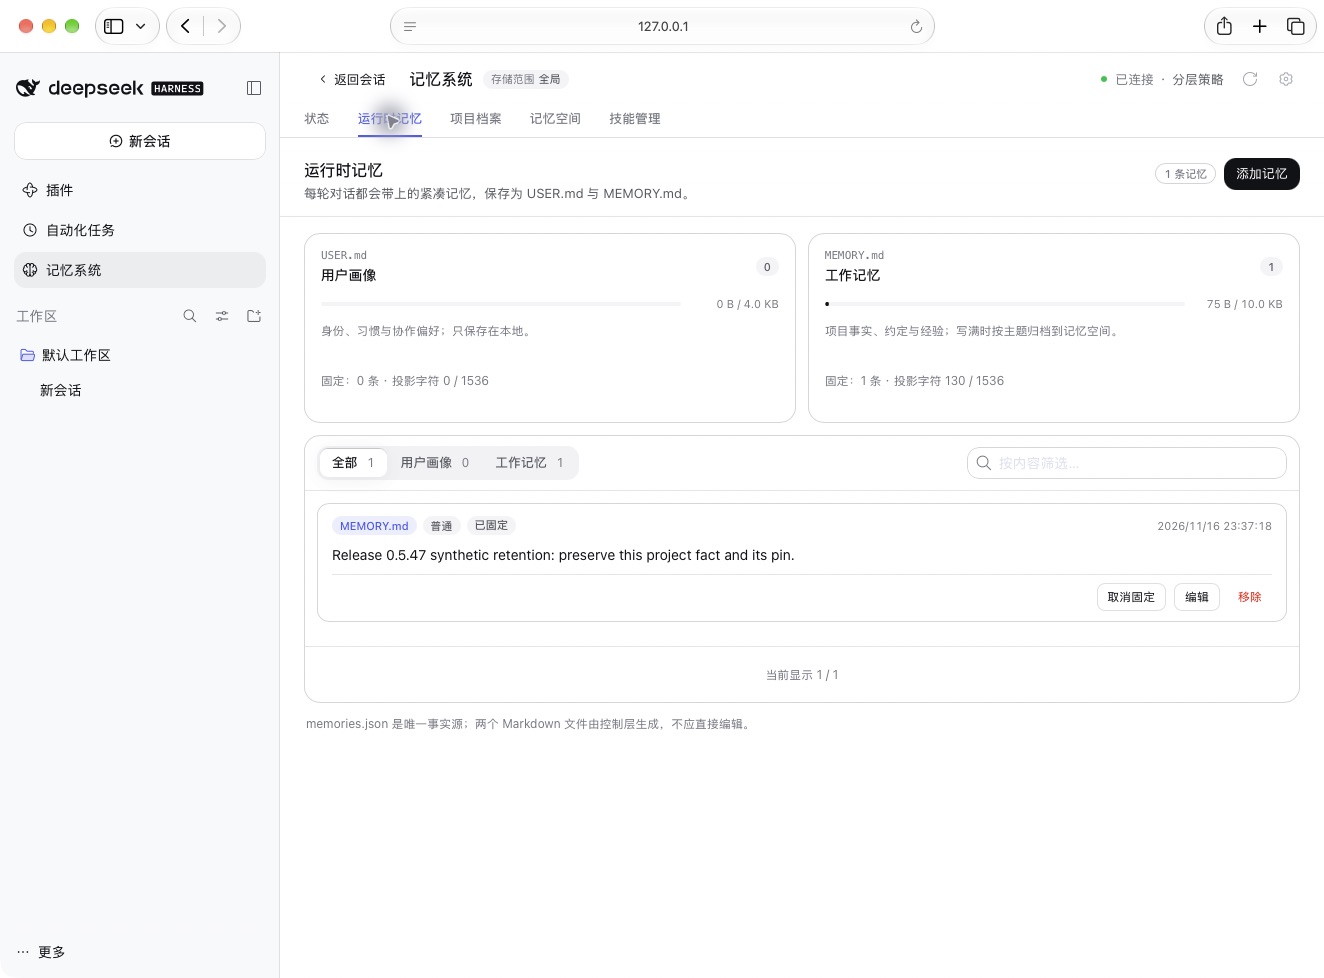 127.0.0.1
deepseek HARNESS
新会话
插件
自动化任务
记忆系统
工作区
默认工作区
新会话
更多
返回会话 记忆系统 存储范围 全局
已连接 · 分层策略
状态 运行时记忆 项目档案 记忆空间 技能管理
运行时记忆
每轮对话都会带上的紧凑记忆，保存为 USER.md 与 MEMORY.md。
1 条记忆 添加记忆
USER.md
用户画像
0
0 B / 4.0 KB
身份、习惯与协作偏好；只保存在本地。
固定：0 条 · 投影字符 0 / 1536
MEMORY.md
工作记忆
1
75 B / 10.0 KB
项目事实、约定与经验；写满时按主题归档到记忆空间。
固定：1 条 · 投影字符 130 / 1536
全部 1 用户画像 0 工作记忆 1
按内容筛选...
MEMORY.md 普通 已固定 2026/11/16 23:37:18
Release 0.5.47 synthetic retention: preserve this project fact and its pin.
取消固定 编辑 移除
当前显示 1 / 1
memories.json 是唯一事实源；两个 Markdown 文件由控制层生成，不应直接编辑。